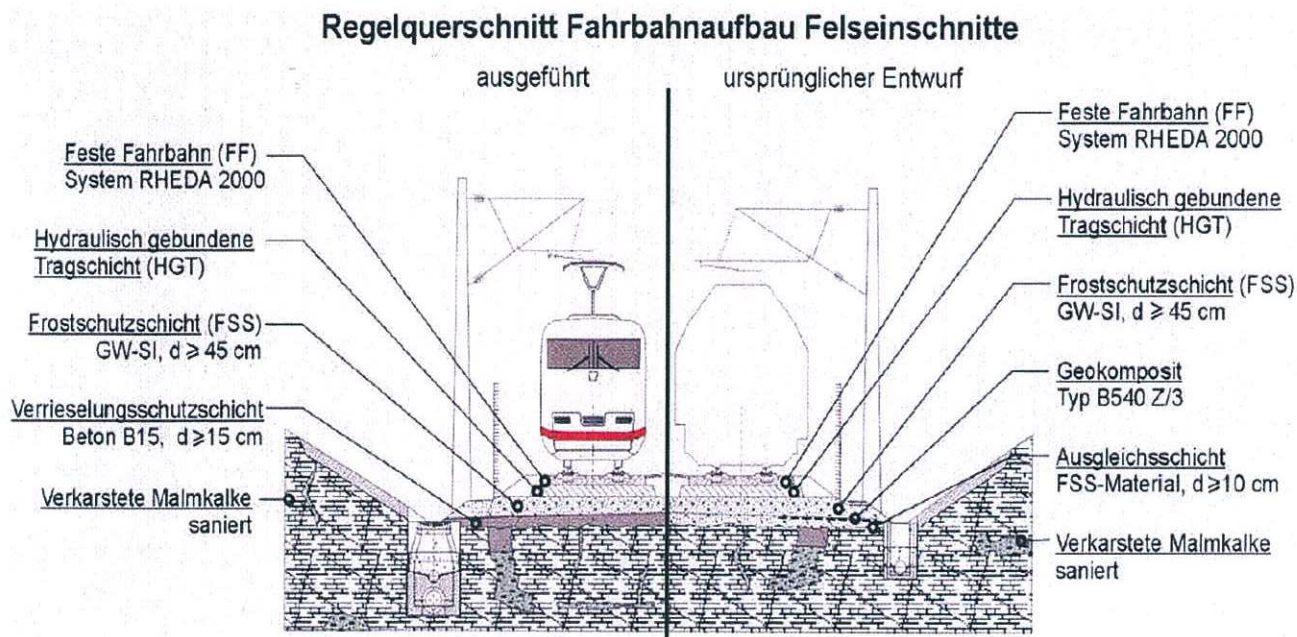 Regelquerschnitt Fahrbahnaufbau Felseinschnitte
ausgeführt
ursprünglicher Entwurf
Feste Fahrbahn (FF)
System RHEDA 2000
Hydraulisch gebundene
Tragschicht (HGT)
Frostschutzschicht (FSS)
GW-SI, d ⩾ 45 cm
Verrieselungsschutzschicht
Beton B15, d⩾15 cm
Verkarstete Malmkalke
saniert
Feste Fahrbahn (FF)
System RHEDA 2000
Hydraulisch gebundene
Tragschicht (HGT)
Frostschutzschicht (FSS)
GW-SI, d ⩾ 45 cm
Geokomposit
Typ B540 Z/3
Ausgleichsschicht
FSS-Material, d⩾10 cm
Verkarstete Malmkalke
saniert